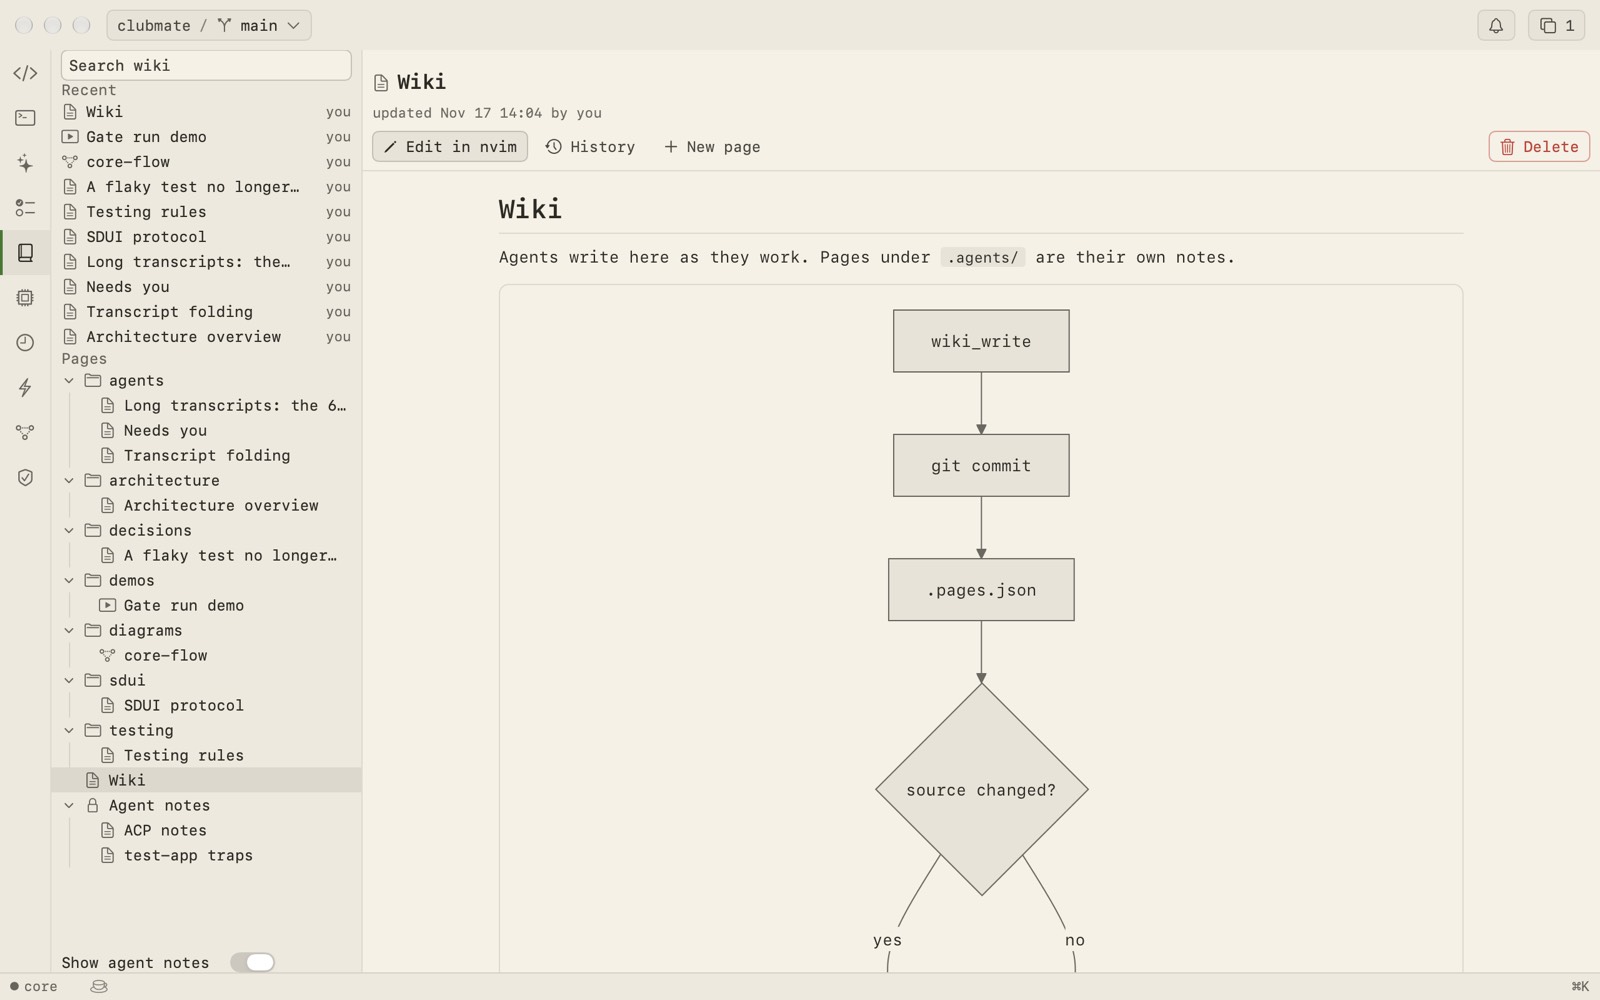 clubmate / main
1
Search wiki
Recent
Wiki you
Gate run demo you
core-flow you
A flaky test no longer… you
Testing rules you
SDUI protocol you
Long transcripts: the… you
Needs you you
Transcript folding you
Architecture overview you
Pages
agents
Long transcripts: the 6…
Needs you
Transcript folding
architecture
Architecture overview
decisions
A flaky test no longer…
demos
Gate run demo
diagrams
core-flow
sdui
SDUI protocol
testing
Testing rules
Wiki
Agent notes
ACP notes
test-app traps
Show agent notes
Wiki
updated Nov 17 14:04 by you
Edit in nvim History New page Delete
Wiki
Agents write here as they work. Pages under .agents/ are their own notes.
wiki_write
git commit
.pages.json
source changed?
yes no
core
⌘K